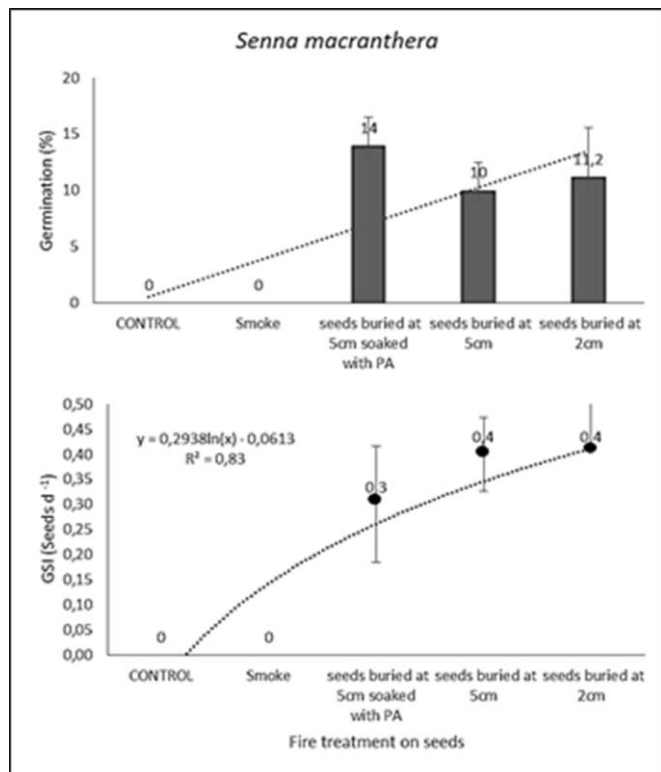 Senna macranthera
20
15
10
5
0
Germination (%)
0
0
14
10
11,2
CONTROL
Smoke
seeds buried at
5cm soaked
with PA
seeds buried at
5cm
seeds buried at
2cm
0,50
0,45
0,40
0,35
0,30
0,25
0,20
0,15
0,10
0,05
0,00
GSI (Seeds d -1)
y = 0,2938ln(x) - 0,0613
R² = 0,83
0
0
0,3
0,4
0,4
CONTROL
Smoke
seeds buried at
5cm soaked
with PA
seeds buried at
5cm
seeds buried at
2cm
Fire treatment on seeds